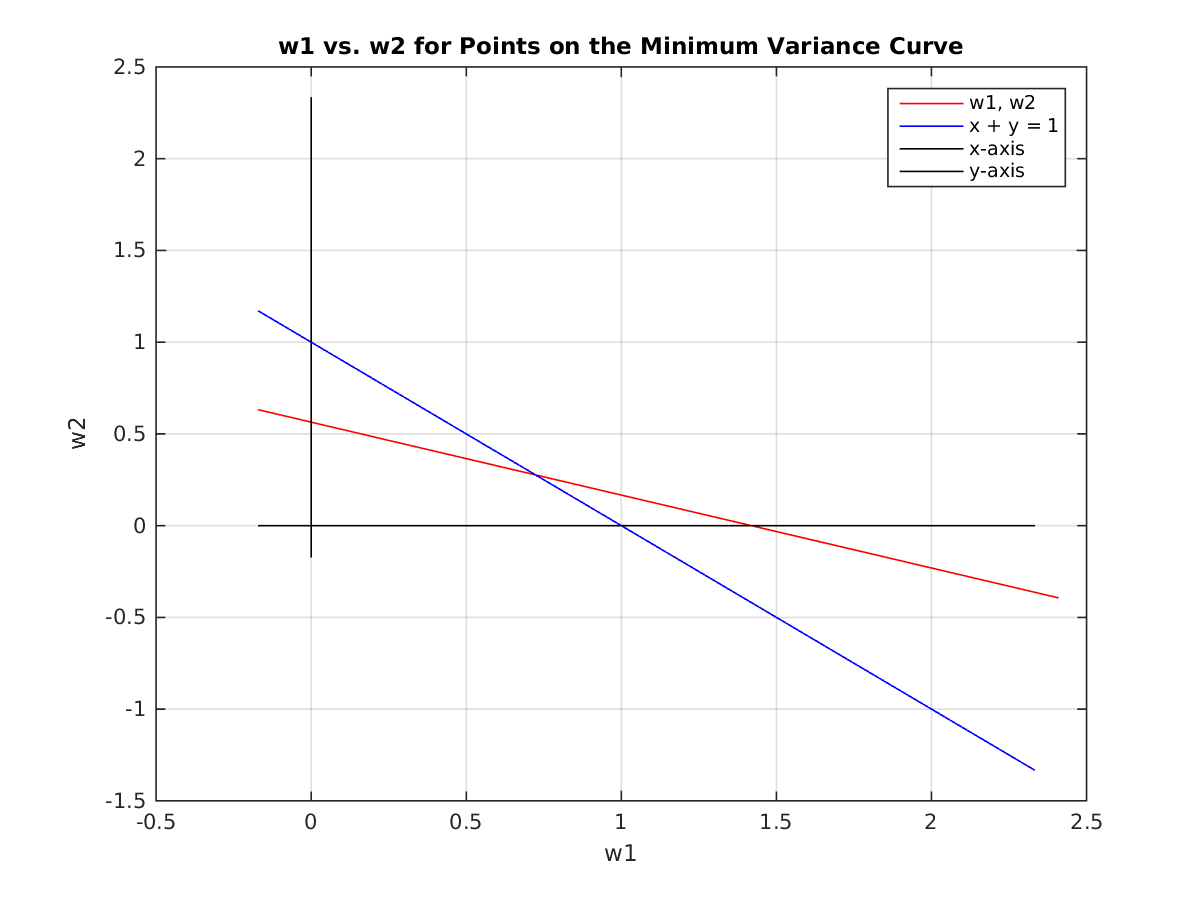 w1 vs. w2 for Points on the Minimum Variance Curve
2.5
2
1.5
1
0.5
0
-0.5
-1
-1.5
w2
w1, w2
x + y = 1
x-axis
y-axis
-0.5 0 0.5 1 1.5 2 2.5
w1